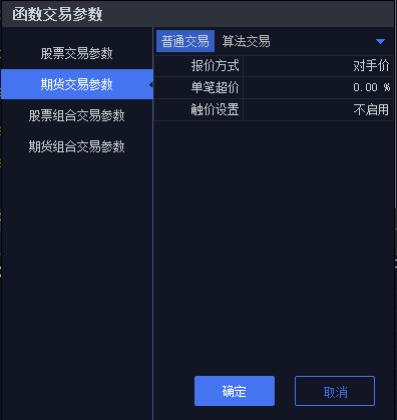 函数交易参数
股票交易参数
期货交易参数
股票组合交易参数
期货组合交易参数
普通交易 算法交易
报价方式 对手价
单笔超价 0.00 %
触价设置 不启用
确定 取消